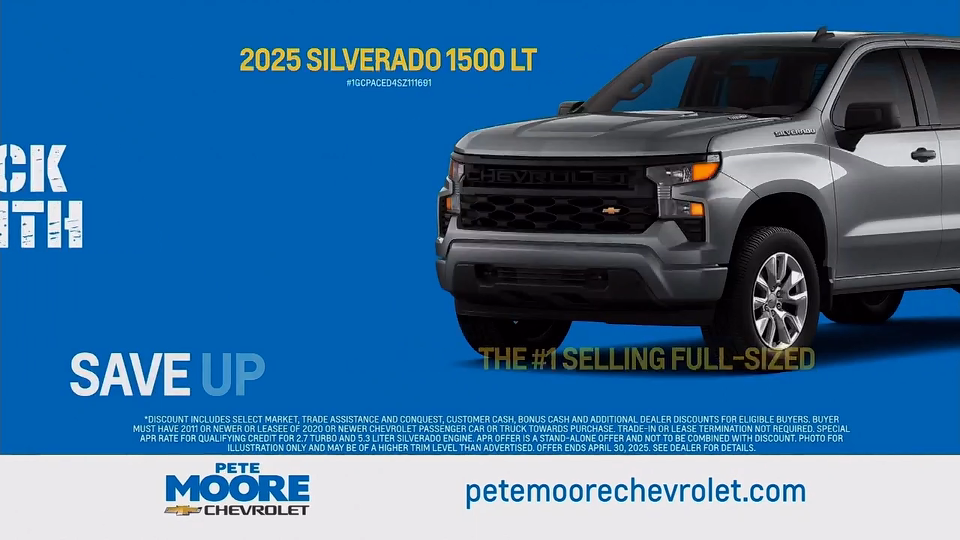 2025 SILVERADO 1500 LT
#1GCPACED4SZ111691
CK
NTH
CHEVROLET
SILVERADO
SAVE UP
THE #1 SELLING FULL-SIZED
*DISCOUNT INCLUDES SELECT MARKET, TRADE ASSISTANCE AND CONQUEST, CUSTOMER CASH, BONUS CASH AND ADDITIONAL DEALER DISCOUNTS FOR ELIGIBLE BUYERS. BUYER
MUST HAVE 2011 OR NEWER OR LEASEE OF 2020 OR NEWER CHEVROLET PASSENGER CAR OR TRUCK TOWARDS PURCHASE. TRADE-IN OR LEASE TERMINATION NOT REQUIRED. SPECIAL
APR RATE FOR QUALIFYING CREDIT FOR 2.7 TURBO AND 5.3 LITER SILVERADO ENGINE. APR OFFER IS A STAND-ALONE OFFER AND NOT TO BE COMBINED WITH DISCOUNT. PHOTO FOR
ILLUSTRATION ONLY AND MAY BE OF A HIGHER TRIM LEVEL THAN ADVERTISED. OFFER ENDS APRIL 30, 2025. SEE DEALER FOR DETAILS.
PETE
MOORE
CHEVROLET
petemoorechevrolet.com